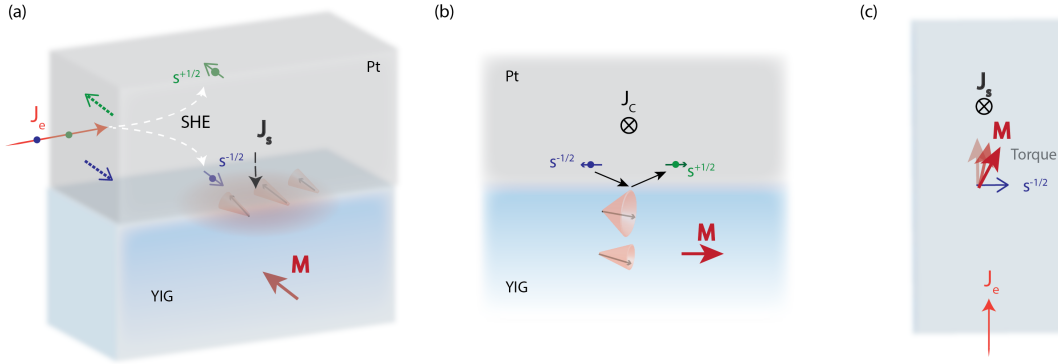 (a)
Pt
s+1/2
Je
SHE
Js
s-1/2
M
YIG
(b)
Pt
JC
s-1/2
s+1/2
M
YIG
(c)
Js
M
Torque
s-1/2
Je